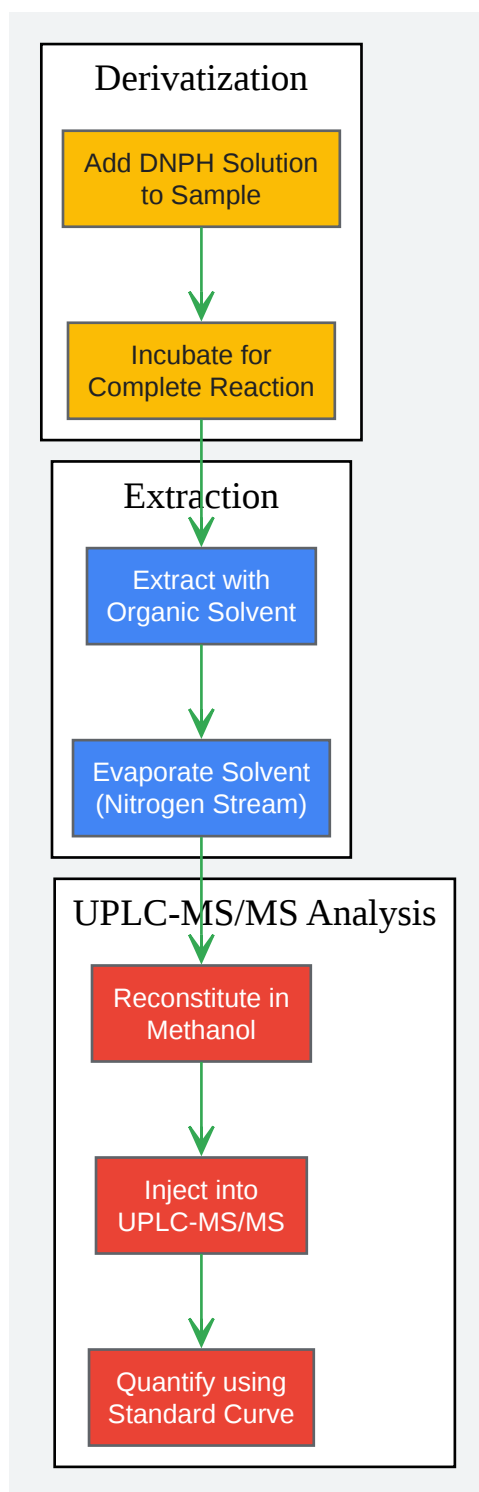 Derivatization
Add DNPH Solution
to Sample
Incubate for
Complete Reaction
Extraction
Extract with
Organic Solvent
Evaporate Solvent
(Nitrogen Stream)
UPLC-MS/MS Analysis
Reconstitute in
Methanol
Inject into
UPLC-MS/MS
Quantify using
Standard Curve